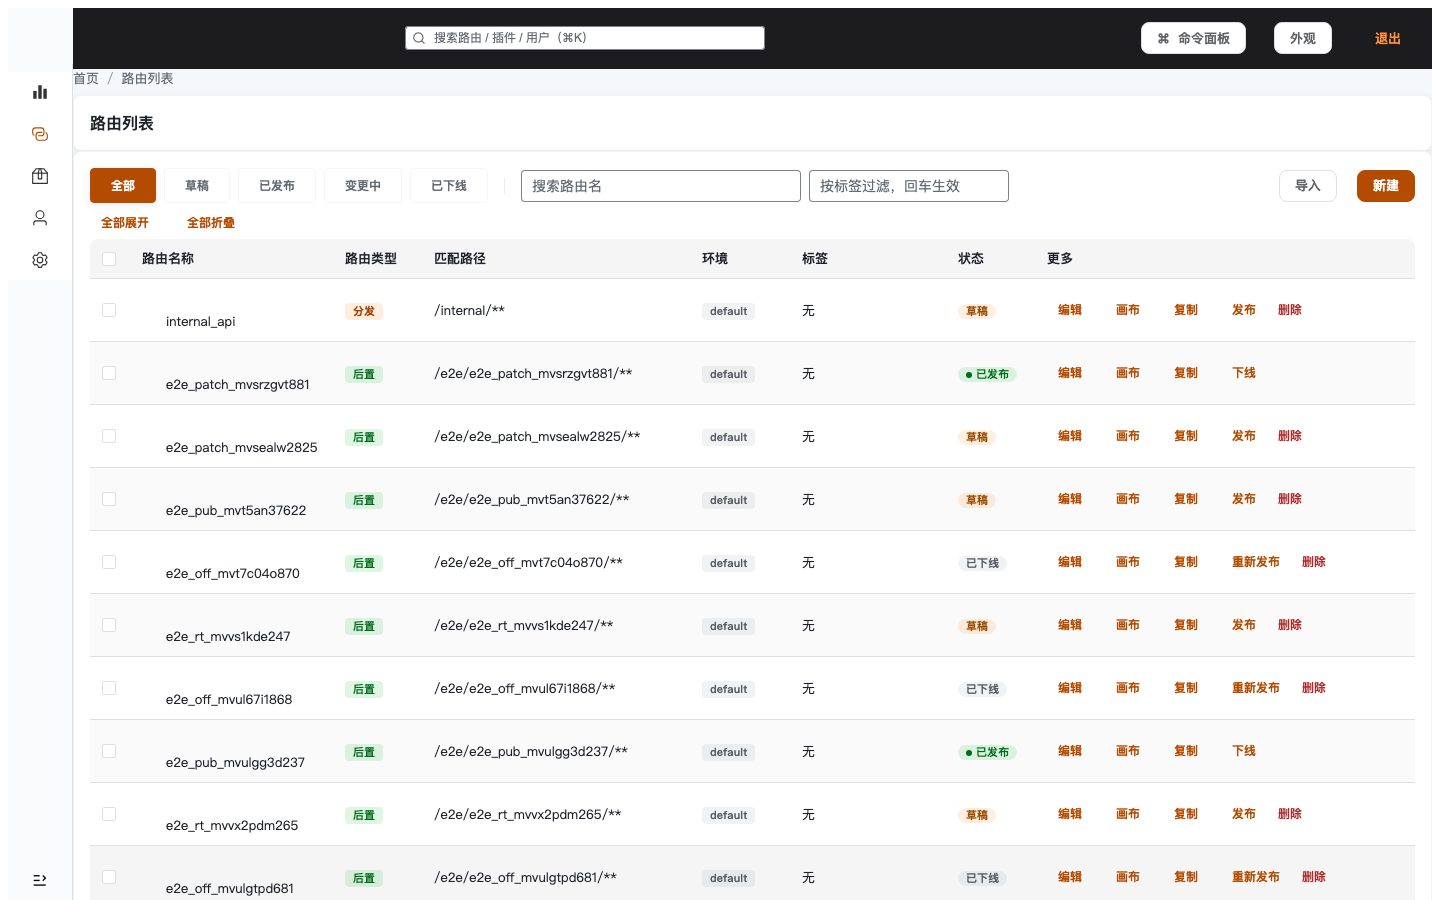 搜索路由 / 插件 / 用户（⌘K）
⌘ 命令面板
外观
退出
首页 / 路由列表
路由列表
全部 草稿 已发布 变更中 已下线 搜索路由名 按标签过滤，回车生效 导入 新建
全部展开 全部折叠
路由名称 路由类型 匹配路径 环境 标签 状态 更多
internal_api 分发 /internal/** default 无 草稿 编辑 画布 复制 发布 删除
e2e_patch_mvsrzgvt881 后置 /e2e/e2e_patch_mvsrzgvt881/** default 无 已发布 编辑 画布 复制 下线
e2e_patch_mvsealw2825 后置 /e2e/e2e_patch_mvsealw2825/** default 无 草稿 编辑 画布 复制 发布 删除
e2e_pub_mvt5an37622 后置 /e2e/e2e_pub_mvt5an37622/** default 无 草稿 编辑 画布 复制 发布 删除
e2e_off_mvt7c04o870 后置 /e2e/e2e_off_mvt7c04o870/** default 无 已下线 编辑 画布 复制 重新发布 删除
e2e_rt_mvvs1kde247 后置 /e2e/e2e_rt_mvvs1kde247/** default 无 草稿 编辑 画布 复制 发布 删除
e2e_off_mvul67i1868 后置 /e2e/e2e_off_mvul67i1868/** default 无 已下线 编辑 画布 复制 重新发布 删除
e2e_pub_mvulgg3d237 后置 /e2e/e2e_pub_mvulgg3d237/** default 无 已发布 编辑 画布 复制 下线
e2e_rt_mvvx2pdm265 后置 /e2e/e2e_rt_mvvx2pdm265/** default 无 草稿 编辑 画布 复制 发布 删除
e2e_off_mvulgtpd681 后置 /e2e/e2e_off_mvulgtpd681/** default 无 已下线 编辑 画布 复制 重新发布 删除